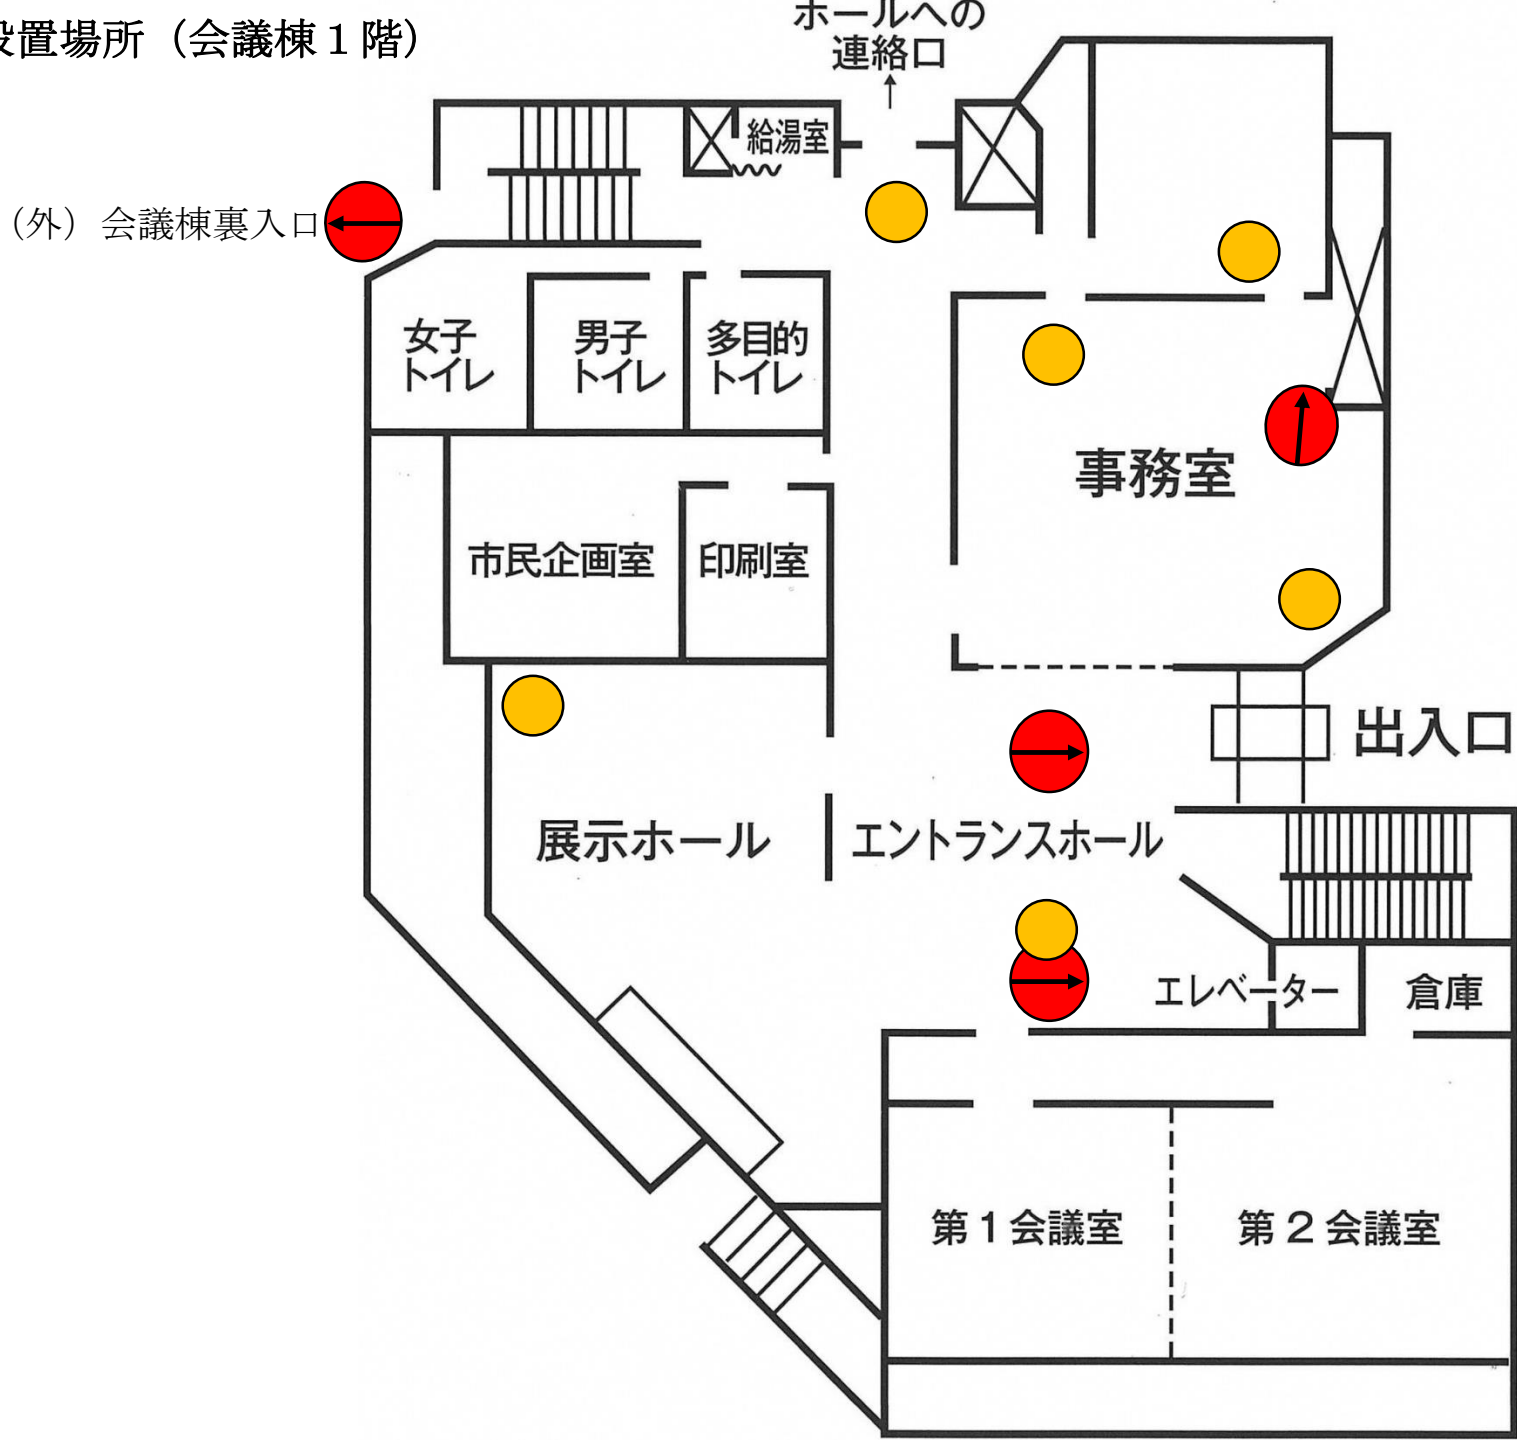 設置場所（会議棟１階）
ホールへの
連絡口
給湯室
（外）会議棟裏入口
女子
トイレ
男子
トイレ
多目的
トイレ
事務室
市民企画室
印刷室
出入口
展示ホール
エントランスホール
エレベーター
倉庫
第１会議室
第２会議室